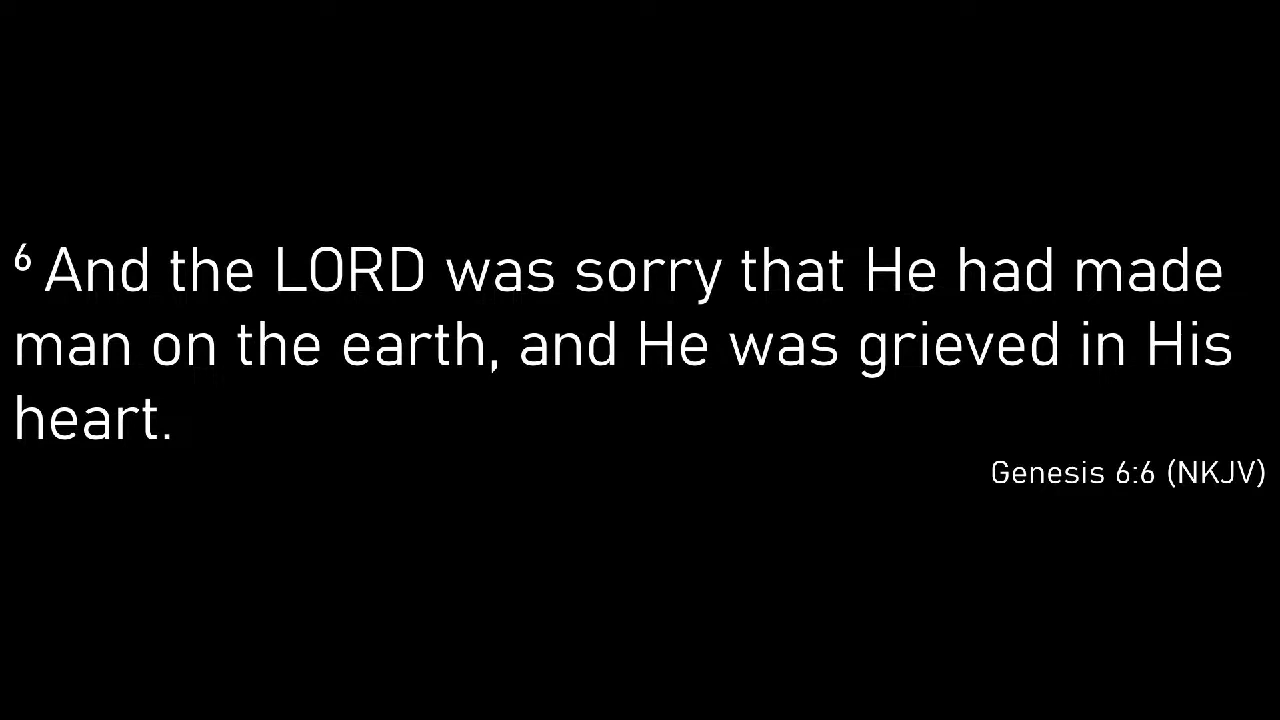 ⁶ And the LORD was sorry that He had made
man on the earth, and He was grieved in His
heart.
Genesis 6:6 (NKJV)